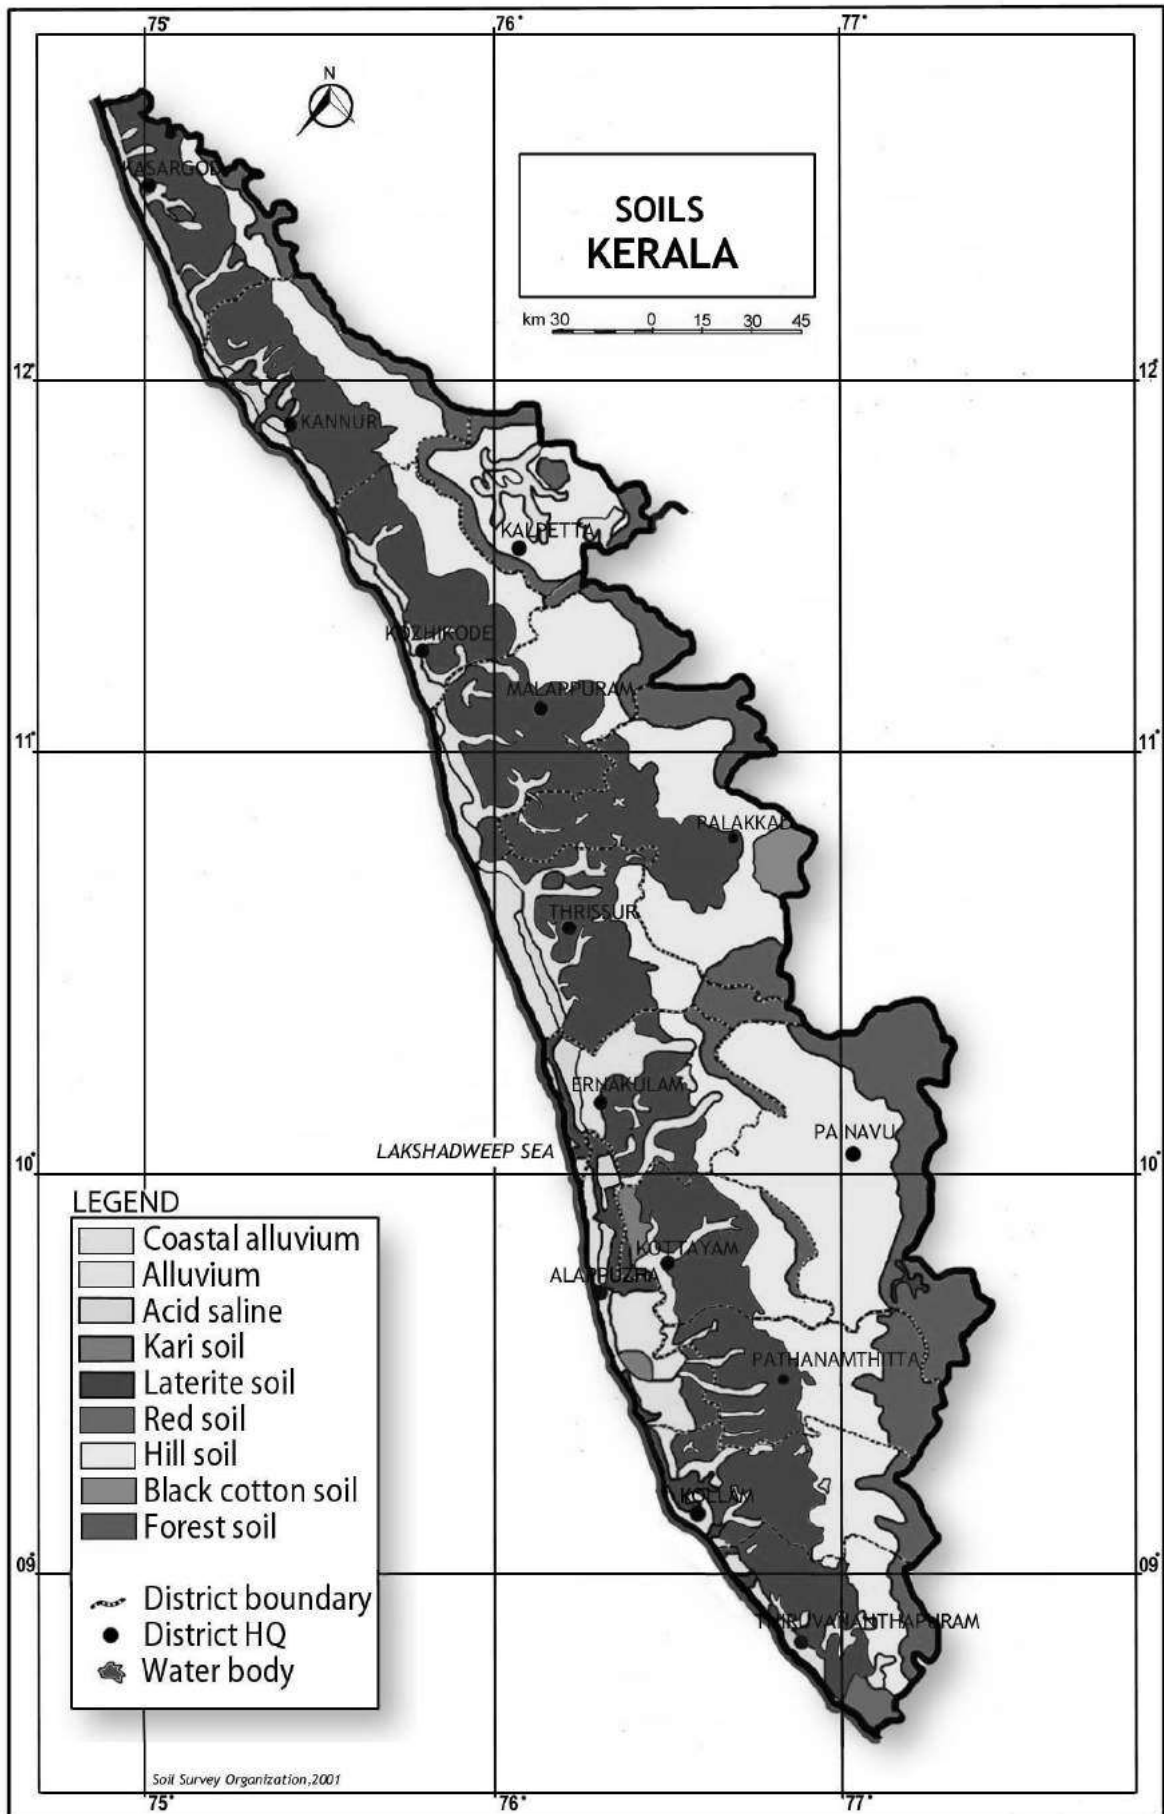 75° 76° 77°
N
KASARGOD
SOILS
KERALA
km 30 0 15 30 45
12° 12°
KANNUR
KALPETTA
KOZHIKODE
MALAPPURAM
11° 11°
PALAKKAD
THRISSUR
ERNAKULAM
PAINAVU
LAKSHADWEEP SEA
10° 10°
LEGEND
Coastal alluvium
Alluvium
Acid saline
Kari soil
Laterite soil
Red soil
Hill soil
Black cotton soil
Forest soil
District boundary
District HQ
Water body
KOTTAYAM
ALAPPUZHA
PATHANAMTHITTA
KOLLAM
09° 09°
THIRUVANANTHAPURAM
Soil Survey Organization,2001
75° 76° 77°